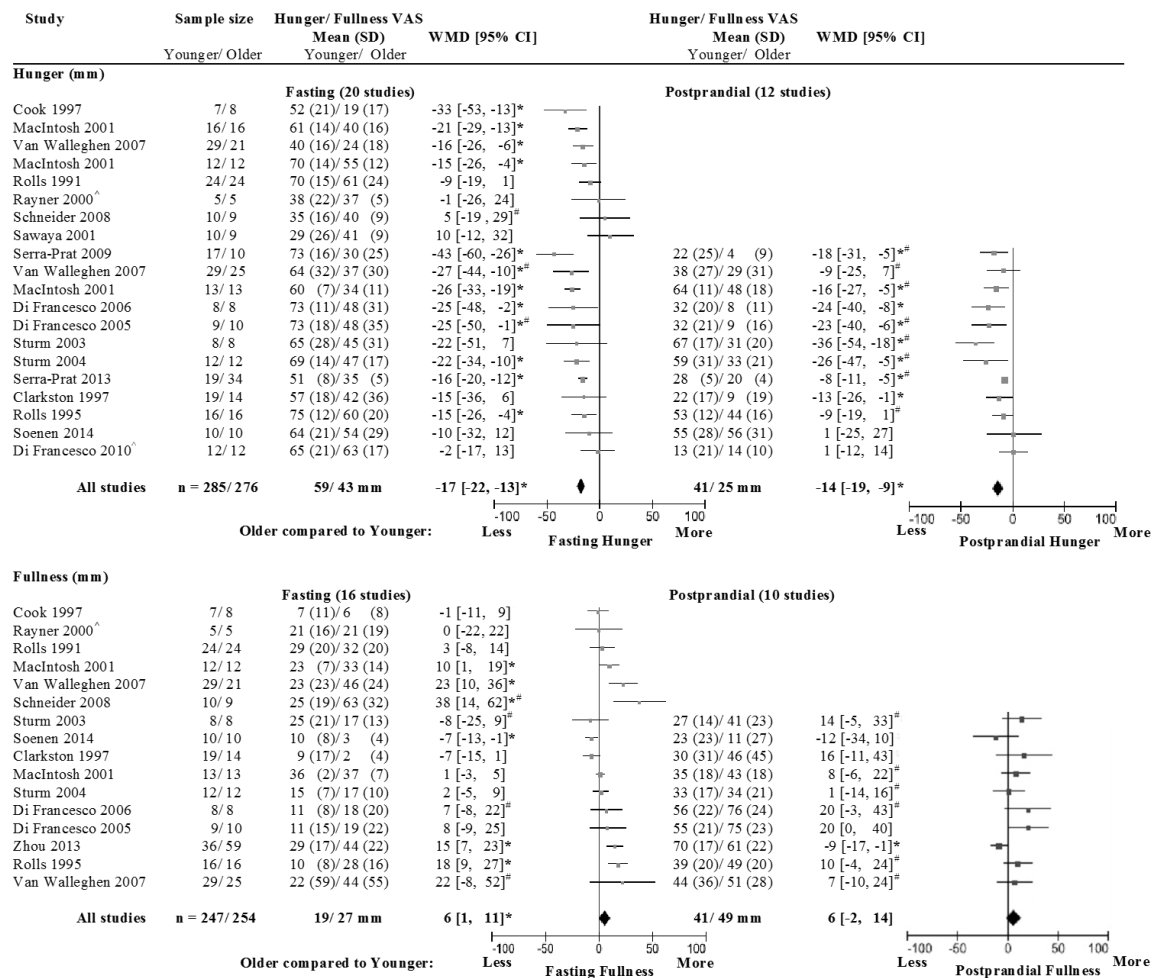 Study Sample size Hunger/ Fullness VAS Hunger/ Fullness VAS
Mean (SD) WMD [95% CI] Mean (SD) WMD [95% CI]
Younger/ Older Younger/ Older Younger/ Older
Hunger (mm)
Fasting (20 studies) Postprandial (12 studies)
Cook 1997 7/ 8 52 (21)/ 19 (17) -33 [-53, -13]*
MacIntosh 2001 16/ 16 61 (14)/ 40 (16) -21 [-29, -13]*
Van Walleghen 2007 29/ 21 40 (16)/ 24 (18) -16 [-26, -6]*
MacIntosh 2001 12/ 12 70 (14)/ 55 (12) -15 [-26, -4]*
Rolls 1991 24/ 24 70 (15)/ 61 (24) -9 [-19, 1]
Rayner 2000^ 5/ 5 38 (22)/ 37 (5) -1 [-26, 24]
Schneider 2008 10/ 9 35 (16)/ 40 (9) 5 [-19 , 29]#
Sawaya 2001 10/ 9 29 (26)/ 41 (9) 10 [-12, 32]
Serra-Prat 2009 17/ 10 73 (16)/ 30 (25) -43 [-60, -26]* 22 (25)/ 4 (9) -18 [-31, -5]*#
Van Walleghen 2007 29/ 25 64 (32)/ 37 (30) -27 [-44, -10]*# 38 (27)/ 29 (31) -9 [-25, 7]#
MacIntosh 2001 13/ 13 60 (7)/ 34 (11) -26 [-33, -19]* 64 (11)/ 48 (18) -16 [-27, -5]*#
Di Francesco 2006 8/ 8 73 (11)/ 48 (31) -25 [-48, -2]* 32 (20)/ 8 (11) -24 [-40, -8]*#
Di Francesco 2005 9/ 10 73 (18)/ 48 (35) -25 [-50, -1]*# 32 (21)/ 9 (16) -23 [-40, -6]*#
Sturm 2003 8/ 8 65 (28)/ 45 (31) -22 [-51, 7] 67 (17)/ 31 (20) -36 [-54, -18]*#
Sturm 2004 12/ 12 69 (14)/ 47 (17) -22 [-34, -10]* 59 (31)/ 33 (21) -26 [-47, -5]*#
Serra-Prat 2013 19/ 34 51 (8)/ 35 (5) -16 [-20, -12]* 28 (5)/ 20 (4) -8 [-11, -5]*#
Clarkston 1997 19/ 14 57 (18)/ 42 (36) -15 [-36, 6] 22 (17)/ 9 (19) -13 [-26, -1]*
Rolls 1995 16/ 16 75 (12)/ 60 (20) -15 [-26, -4]* 53 (12)/ 44 (16) -9 [-19, 1]#
Soenen 2014 10/ 10 64 (21)/ 54 (29) -10 [-32, 12] 55 (28)/ 56 (31) 1 [-25, 27]
Di Francesco 2010^ 12/ 12 65 (21)/ 63 (17) -2 [-17, 13] 13 (21)/ 14 (10) 1 [-12, 14]
All studies n = 285/ 276 59/ 43 mm -17 [-22, -13]* 41/ 25 mm -14 [-19, -9]*
-100 -50 0 50 100 -100 -50 0 50 100
Older compared to Younger: Less Fasting Hunger More Less Postprandial Hunger More
Fullness (mm)
Fasting (16 studies) Postprandial (10 studies)
Cook 1997 7/ 8 7 (11)/ 6 (8) -1 [-11, 9]
Rayner 2000^ 5/ 5 21 (16)/ 21 (19) 0 [-22, 22]
Rolls 1991 24/ 24 29 (20)/ 32 (20) 3 [-8, 14]
MacIntosh 2001 12/ 12 23 (7)/ 33 (14) 10 [1, 19]*
Van Walleghen 2007 29/ 21 23 (23)/ 46 (24) 23 [10, 36]*
Schneider 2008 10/ 9 25 (19)/ 63 (32) 38 [14, 62]*#
Sturm 2003 8/ 8 25 (21)/ 17 (13) -8 [-25, 9]# 27 (14)/ 41 (23) 14 [-5, 33]#
Soenen 2014 10/ 10 10 (8)/ 3 (4) -7 [-13, -1]* 23 (23)/ 11 (27) -12 [-34, 10]
Clarkston 1997 19/ 14 9 (17)/ 2 (4) -7 [-15, 1] 30 (31)/ 46 (45) 16 [-11, 43]
MacIntosh 2001 13/ 13 36 (2)/ 37 (7) 1 [-3, 5] 35 (18)/ 43 (18) 8 [-6, 22]#
Sturm 2004 12/ 12 15 (7)/ 17 (10) 2 [-5, 9] 33 (17)/ 34 (21) 1 [-14, 16]#
Di Francesco 2006 8/ 8 11 (8)/ 18 (20) 7 [-8, 22]# 56 (22)/ 76 (24) 20 [-3, 43]#
Di Francesco 2005 9/ 10 11 (15)/ 19 (22) 8 [-9, 25] 55 (21)/ 75 (23) 20 [0, 40]
Zhou 2013 36/ 59 29 (17)/ 44 (22) 15 [7, 23]* 70 (17)/ 61 (22) -9 [-17, -1]*
Rolls 1995 16/ 16 10 (8)/ 28 (16) 18 [9, 27]* 39 (20)/ 49 (20) 10 [-4, 24]#
Van Walleghen 2007 29/ 25 22 (59)/ 44 (55) 22 [-8, 52]# 44 (36)/ 51 (28) 7 [-10, 24]#
All studies n = 247/ 254 19/ 27 mm 6 [1, 11]* 41/ 49 mm 6 [-2, 14]
-100 -50 0 50 100 -100 -50 0 50 100
Older compared to Younger: Less Fasting Fullness More Less Postprandial Fullness More